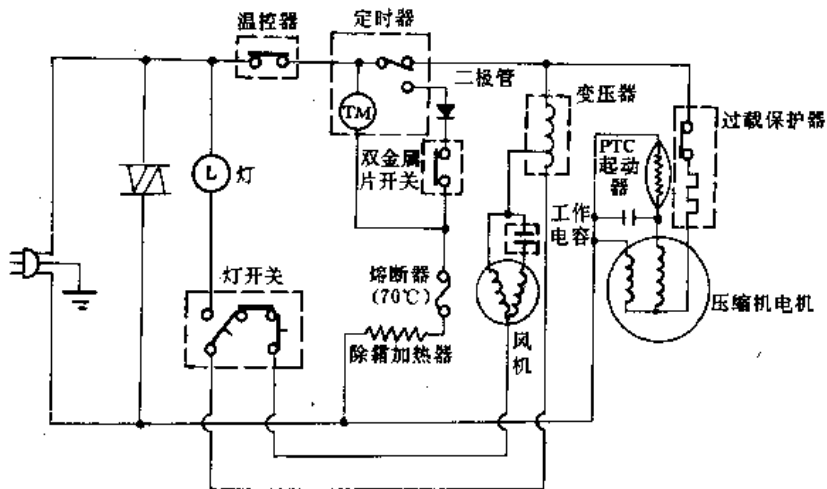 温控器
定时器
二极管
变压器
过载保护器
TM
双金属
片开关
PTC
起动
器
L
灯
工作
电容
灯开关
熔断器
(70℃)
除霜加热器
风
机
压缩机电机